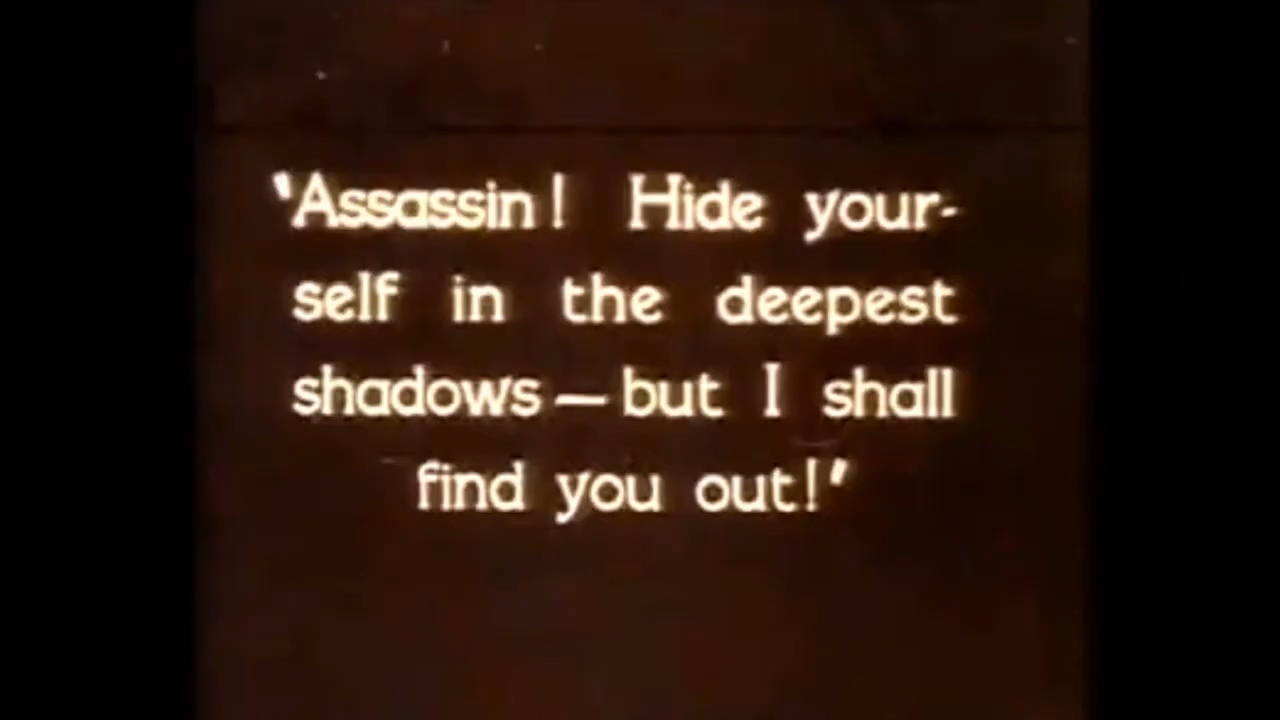 'Assassin! Hide your-
self in the deepest
shadows — but I shall
find you out!'